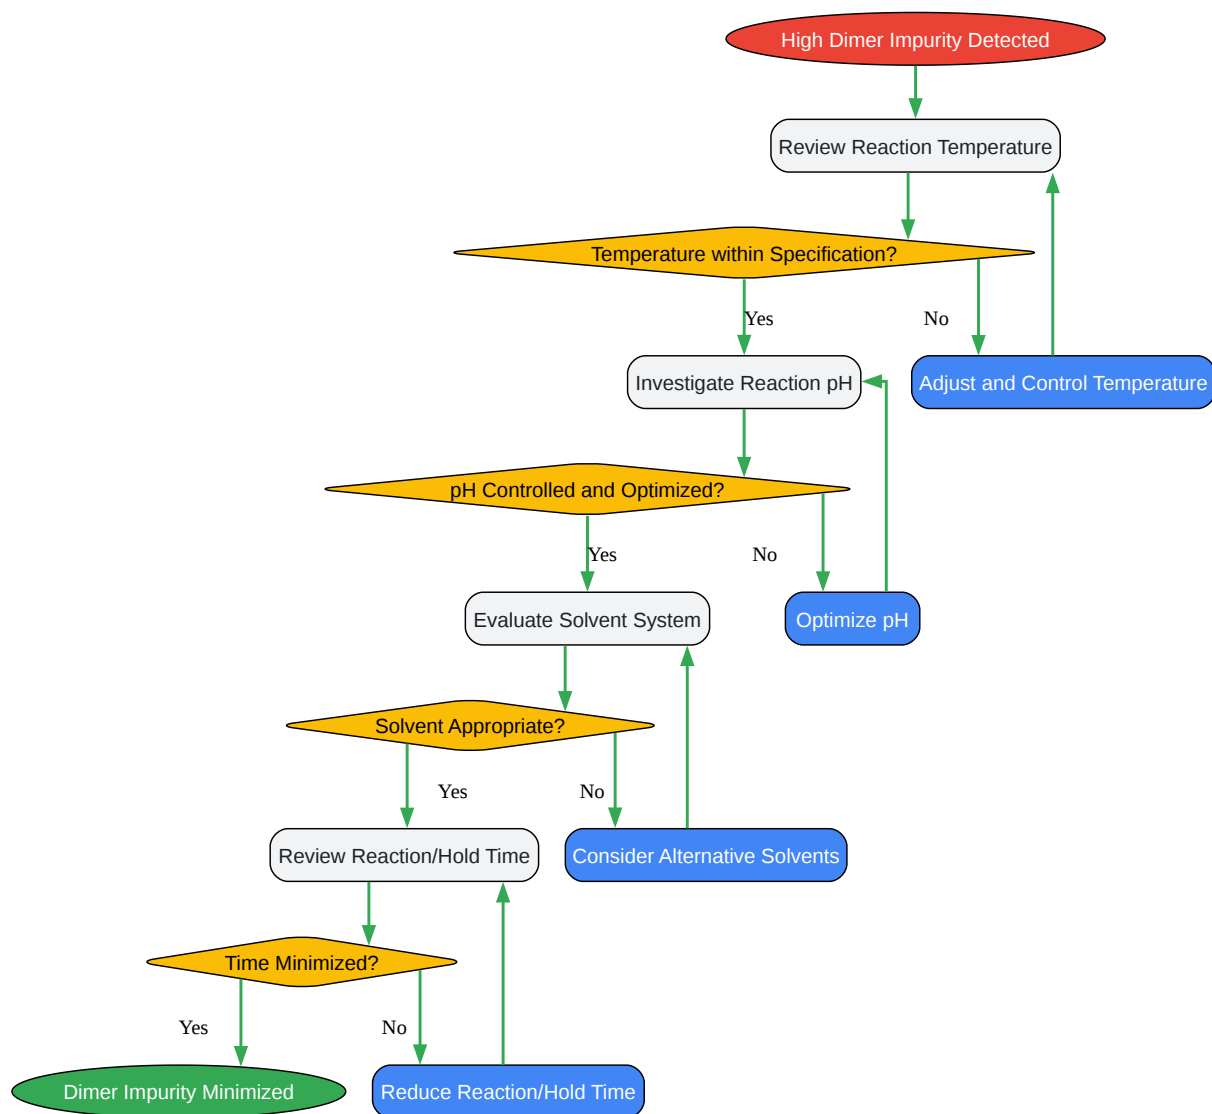 High Dimer Impurity Detected
Review Reaction Temperature
Temperature within Specification?
Yes
No
Investigate Reaction pH
Adjust and Control Temperature
pH Controlled and Optimized?
Yes
No
Evaluate Solvent System
Optimize pH
Solvent Appropriate?
Yes
No
Review Reaction/Hold Time
Consider Alternative Solvents
Time Minimized?
Yes
No
Dimer Impurity Minimized
Reduce Reaction/Hold Time